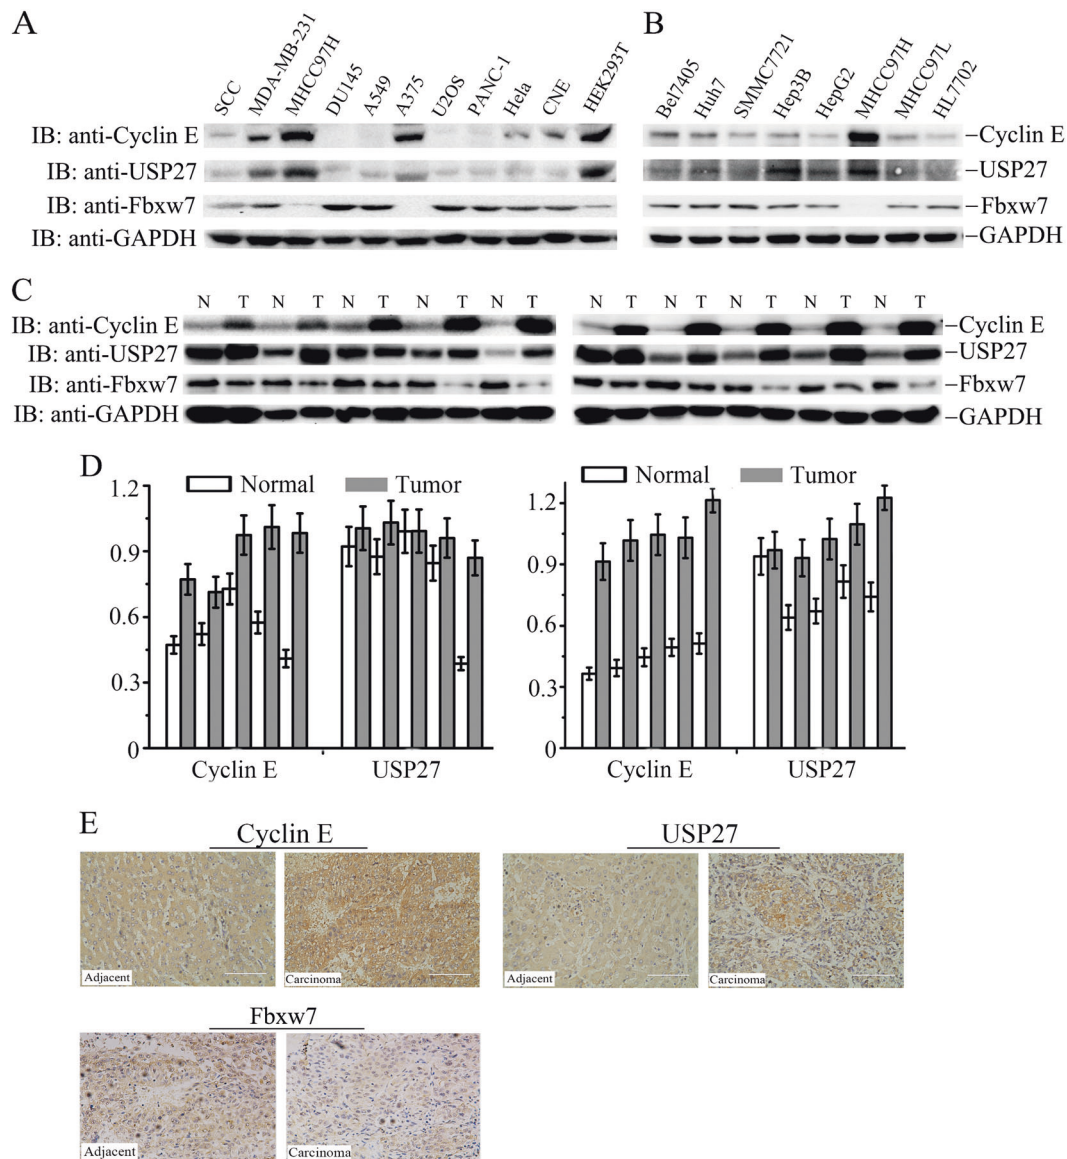 A
SCC MDA-MB-231 MHCC97H DU145 A549 A375 U2OS PANC-1 Hela CNE HEK293T
IB: anti-Cyclin E
IB: anti-USP27
IB: anti-Fbxw7
IB: anti-GAPDH
B
Bel7405 Huh7 SMMC7721 Hep3B HepG2 MHCC97H MHCC97L HL7702
–Cyclin E
–USP27
–Fbxw7
–GAPDH
C
N T N T N T N T N T N T N T N T N T N T
IB: anti-Cyclin E –Cyclin E
IB: anti-USP27 –USP27
IB: anti-Fbxw7 –Fbxw7
IB: anti-GAPDH –GAPDH
D
Normal Tumor
1.2
0.9
0.6
0.3
0
Cyclin E USP27
Normal Tumor
1.2
0.9
0.6
0.3
0
Cyclin E USP27
E
Cyclin E USP27
Adjacent Carcinoma Adjacent Carcinoma
Fbxw7
Adjacent Carcinoma